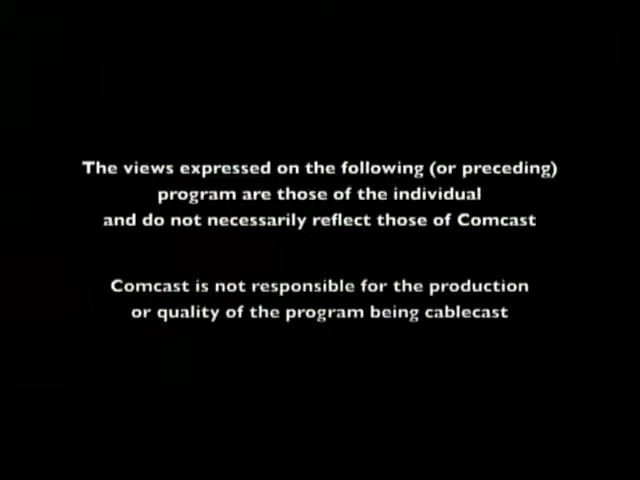 The views expressed on the following (or preceding)
program are those of the individual
and do not necessarily reflect those of Comcast
Comcast is not responsible for the production
or quality of the program being cablecast